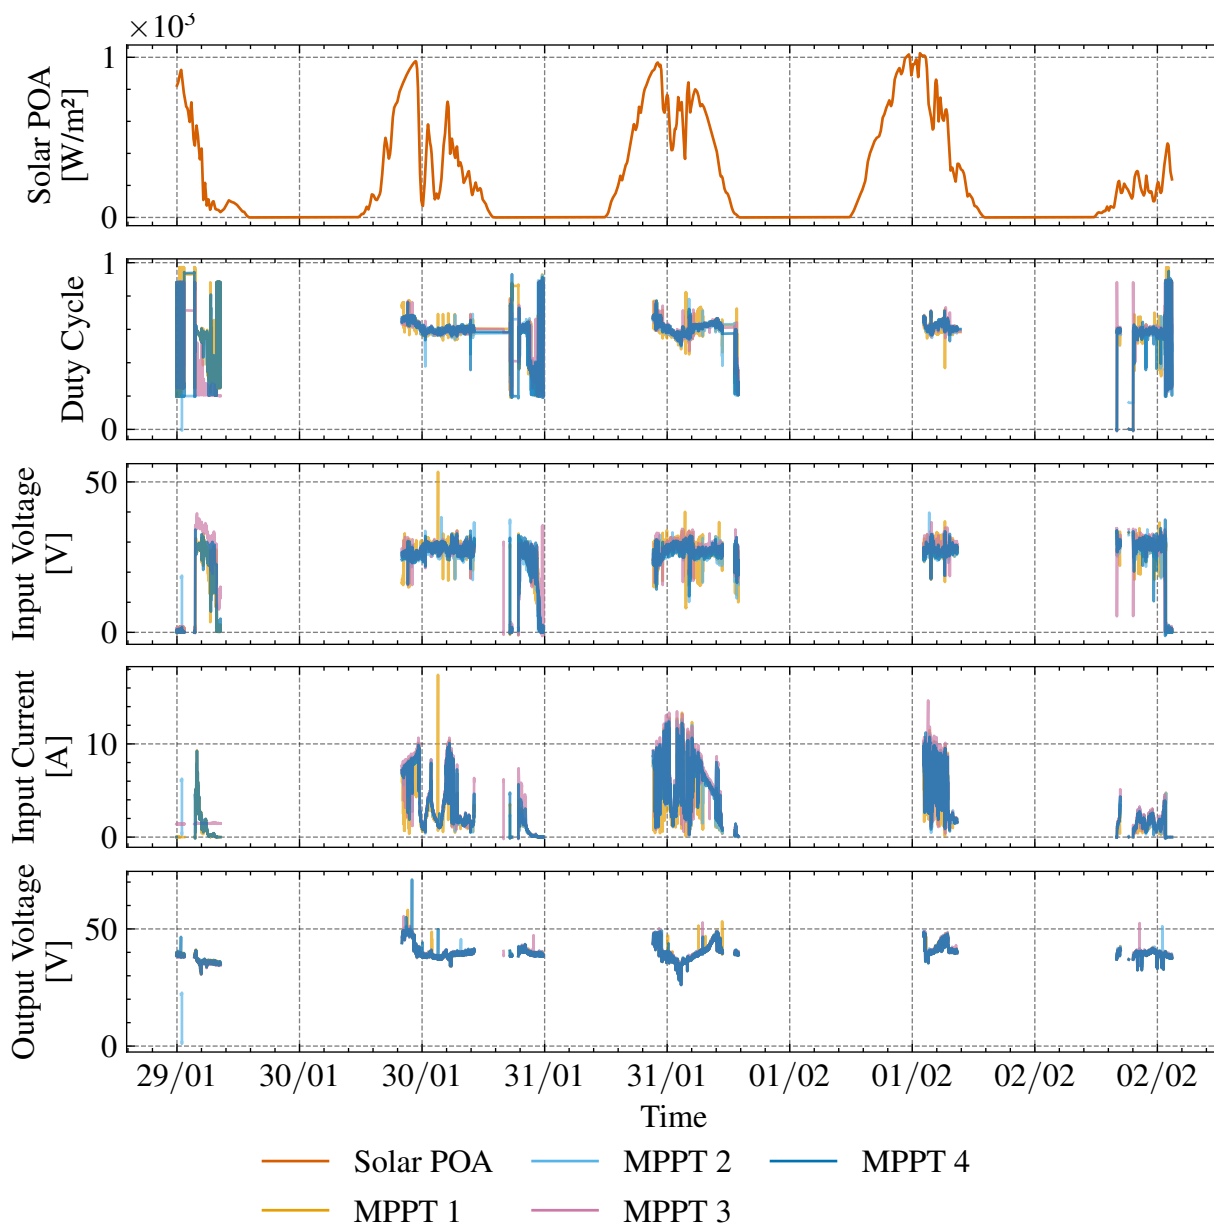 ×10³
Solar POA
[W/m²]
1
0
Duty Cycle
1
0
Input Voltage
[V]
50
0
Input Current
[A]
10
0
Output Voltage
[V]
50
0
29/01 30/01 30/01 31/01 31/01 01/02 01/02 02/02 02/02
Time
Solar POA MPPT 2 MPPT 4
MPPT 1 MPPT 3